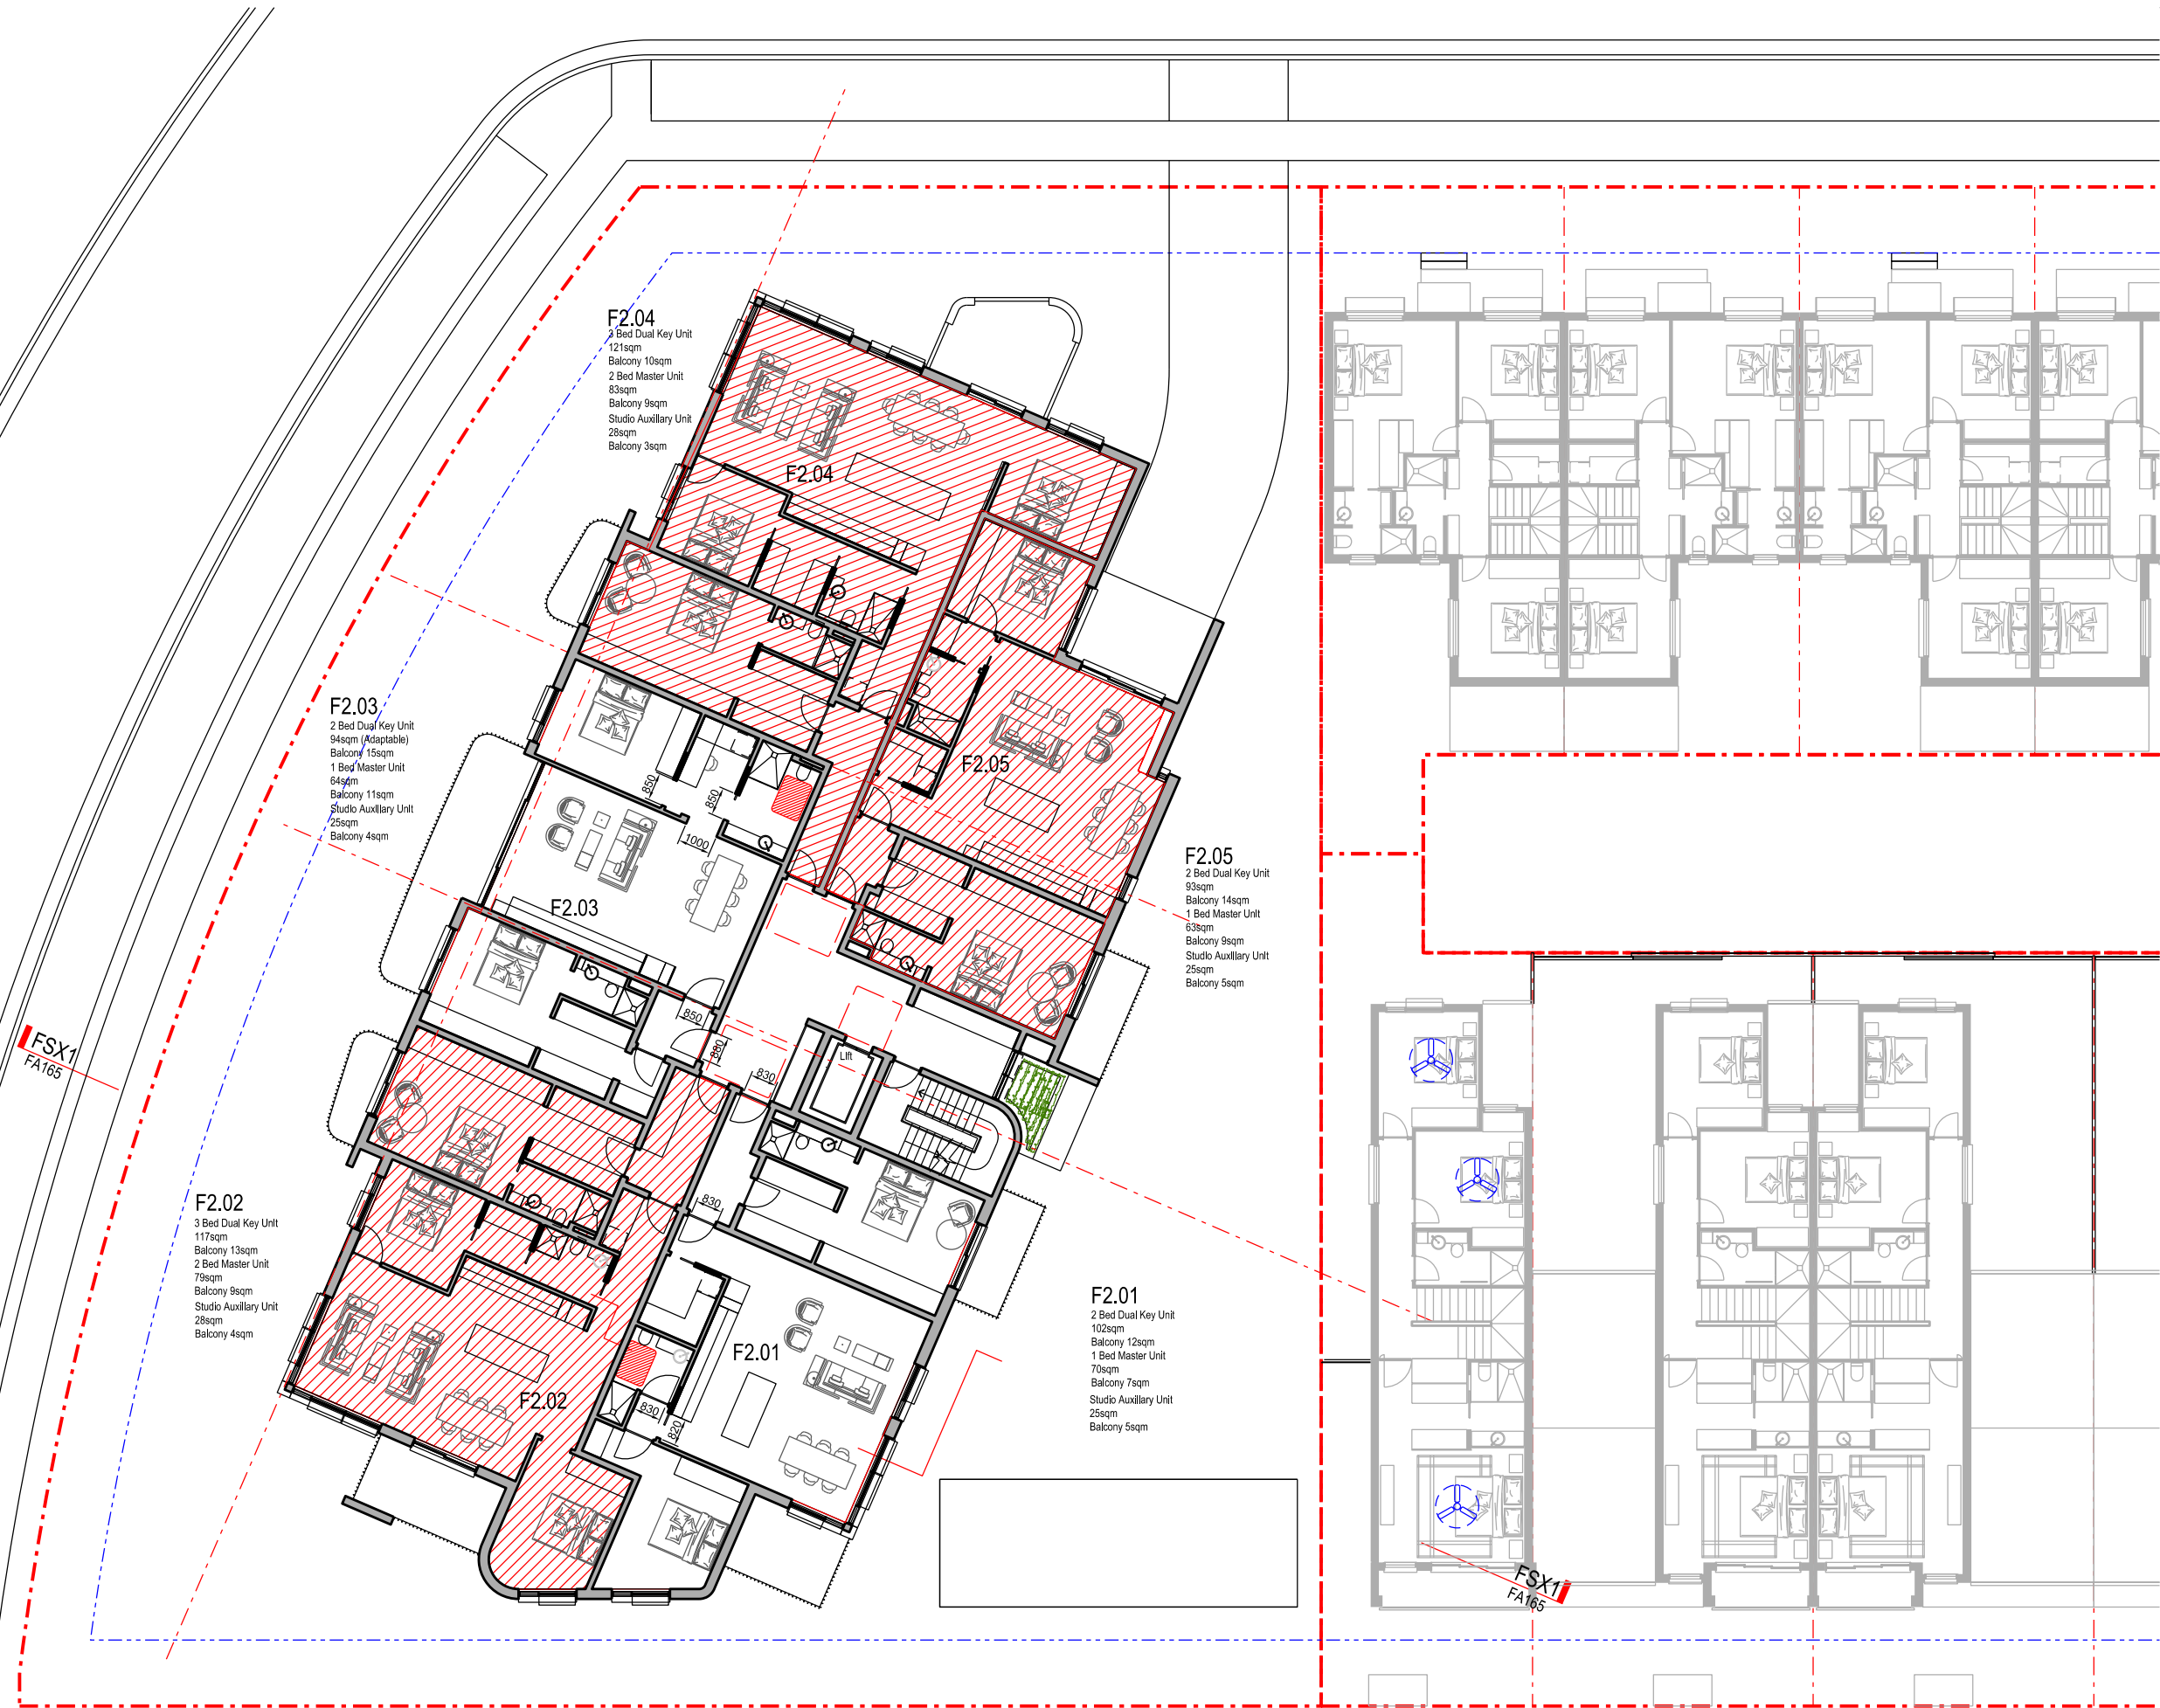 F2.04
3 Bed Dual Key Unit
121sqm
Balcony 10sqm
2 Bed Master Unit
83sqm
Balcony 9sqm
Studio Auxillary Unit
28sqm
Balcony 3sqm
F2.04
F2.03
2 Bed Dual Key Unit
94sqm (Adaptable)
Balcony 15sqm
1 Bed Master Unit
64sqm
Balcony 11sqm
Studio Auxillary Unit
25sqm
Balcony 4sqm
850
850
1000
F2.05
F2.03
F2.05
2 Bed Dual Key Unit
93sqm
Balcony 14sqm
1 Bed Master Unit
63sqm
Balcony 9sqm
Studio Auxillary Unit
25sqm
Balcony 5sqm
850
880
830
Lift
FSX1
FA165
F2.02
3 Bed Dual Key Unit
117sqm
Balcony 13sqm
2 Bed Master Unit
79sqm
Balcony 9sqm
Studio Auxillary Unit
28sqm
Balcony 4sqm
830
F2.01
F2.02
830
820
F2.01
2 Bed Dual Key Unit
102sqm
Balcony 12sqm
1 Bed Master Unit
70sqm
Balcony 7sqm
Studio Auxillary Unit
25sqm
Balcony 5sqm
FSX1
FA165